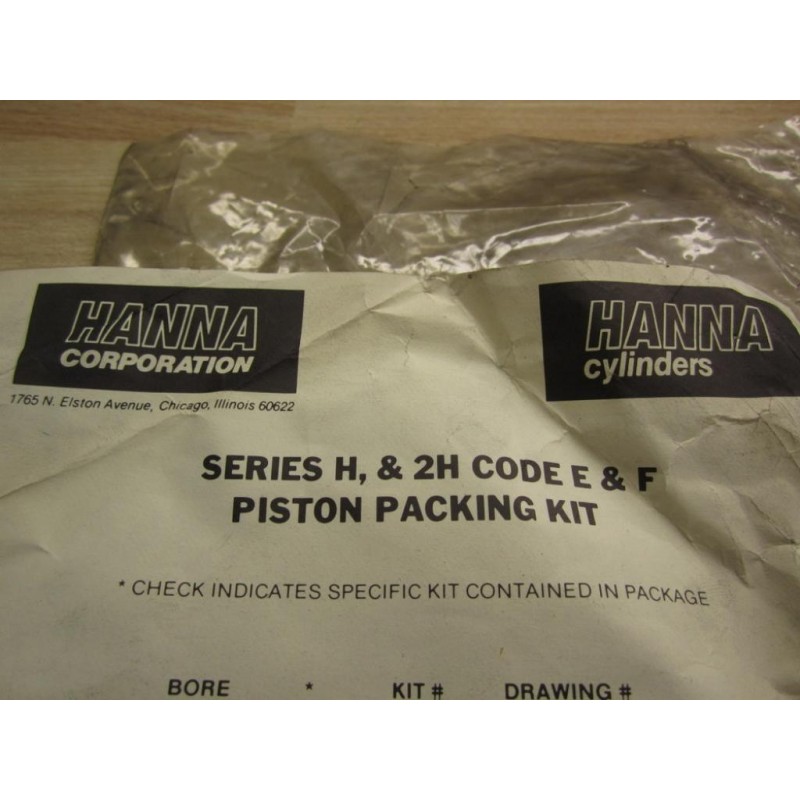 HANNA
CORPORATION
1765 N. Elston Avenue, Chicago, Illinois 60622
HANNA
cylinders
SERIES H, & 2H CODE E & F
PISTON PACKING KIT
* CHECK INDICATES SPECIFIC KIT CONTAINED IN PACKAGE
BORE * KIT # DRAWING #